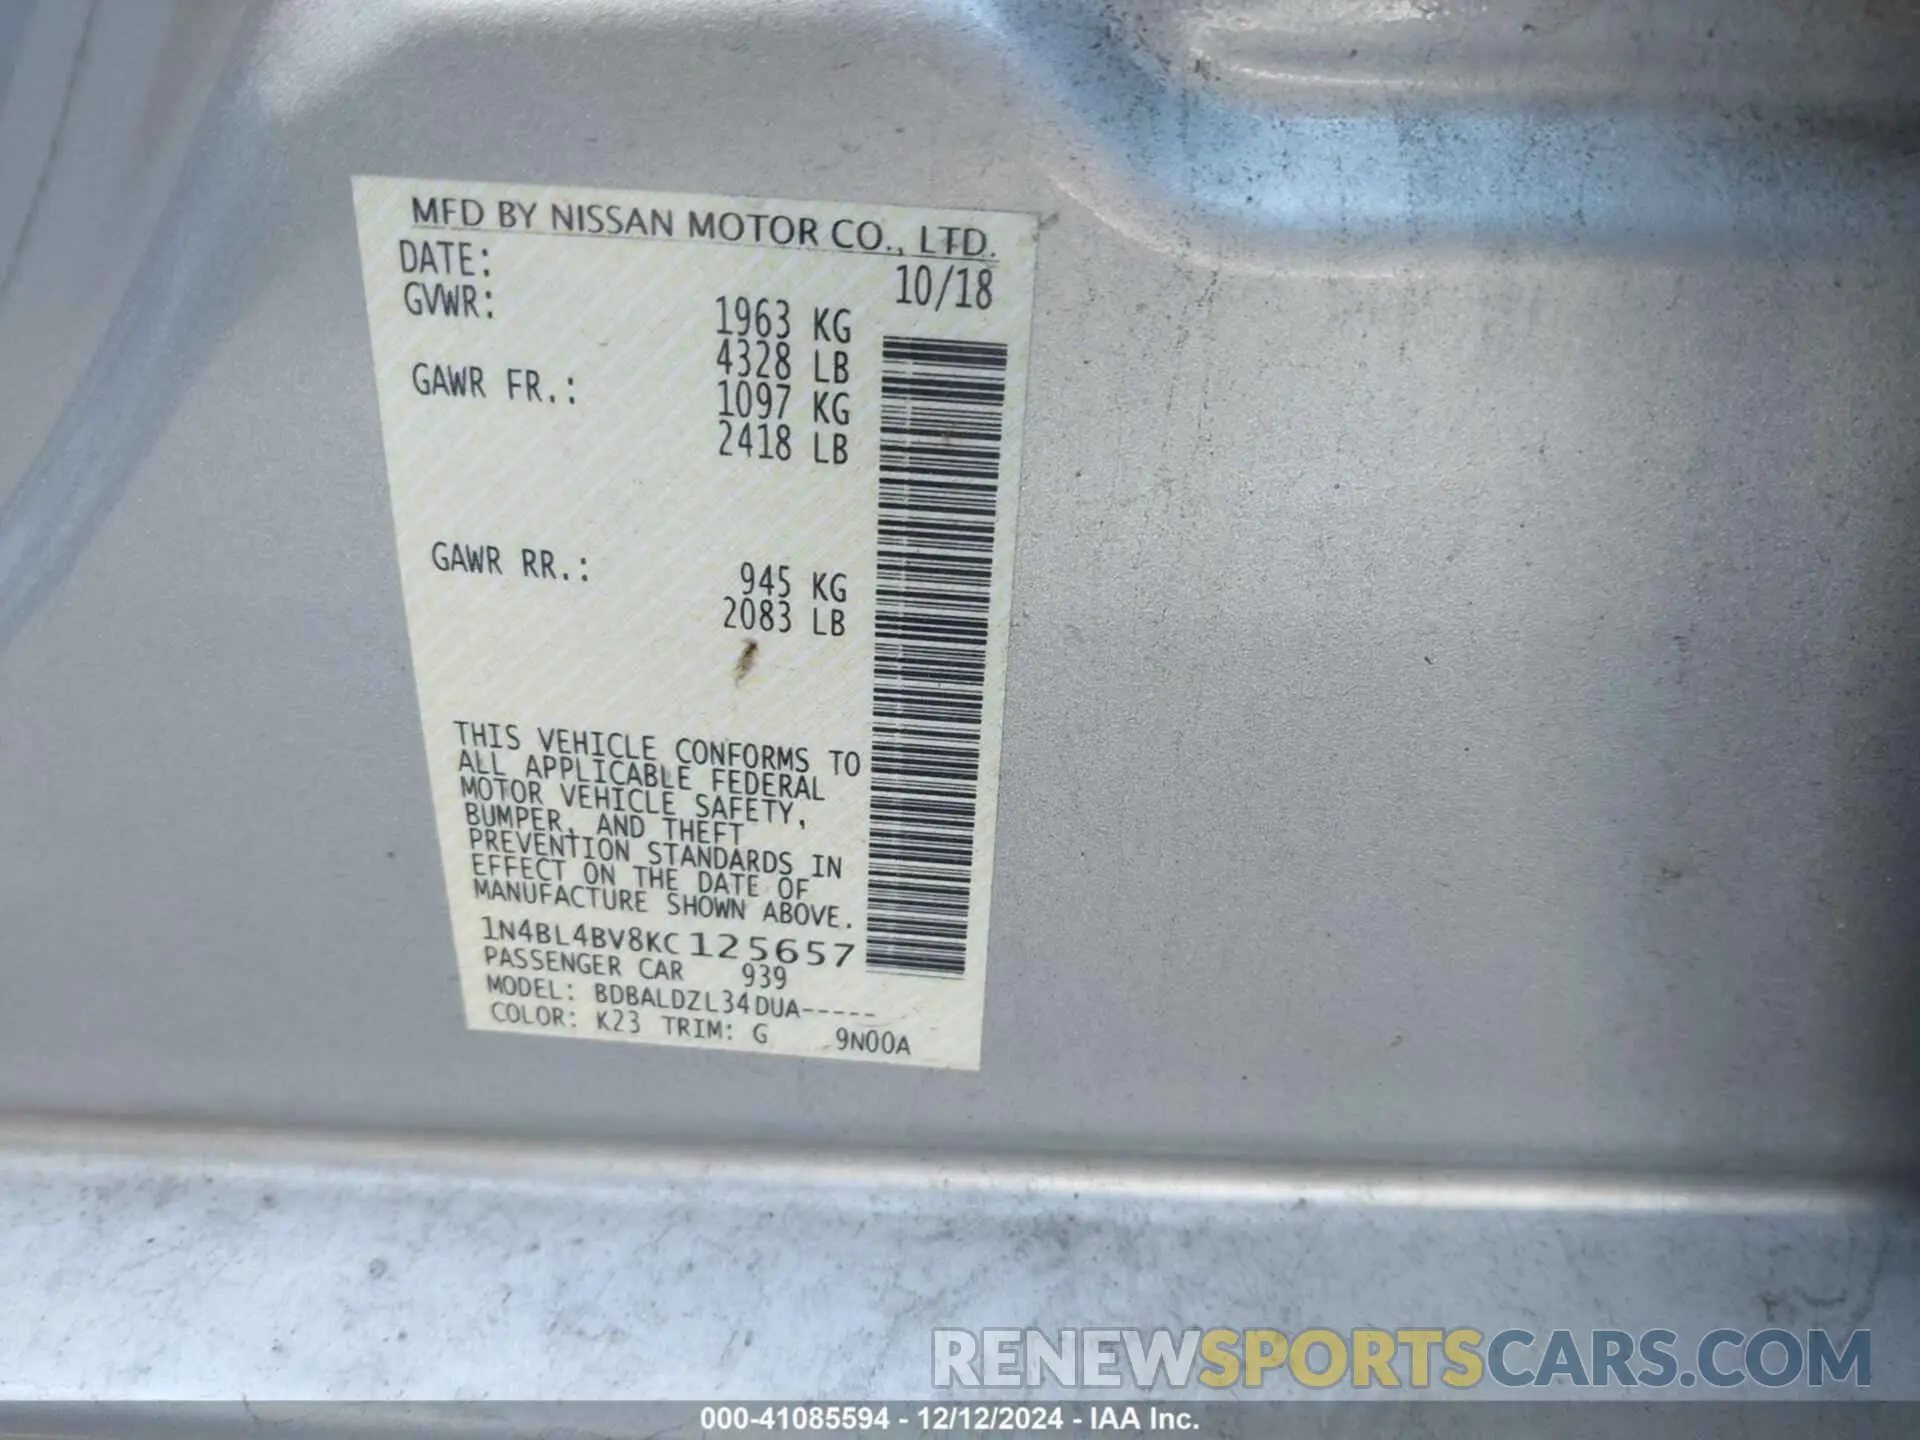 MFD BY NISSAN MOTOR CO., LTD.
DATE: 10/18
GVWR: 1963 KG
4328 LB
GAWR FR.: 1097 KG
2418 LB
GAWR RR.: 945 KG
2083 LB
THIS VEHICLE CONFORMS TO
ALL APPLICABLE FEDERAL
MOTOR VEHICLE SAFETY,
BUMPER, AND THEFT
PREVENTION STANDARDS IN
EFFECT ON THE DATE OF
MANUFACTURE SHOWN ABOVE.
1N4BL4BV8KC125657
PASSENGER CAR 939
MODEL: BDBALDZL34DUA-----
COLOR: K23 TRIM: G 9N00A
RENEWSPORTSCARS.COM
000-41085594 - 12/12/2024 - IAA Inc.